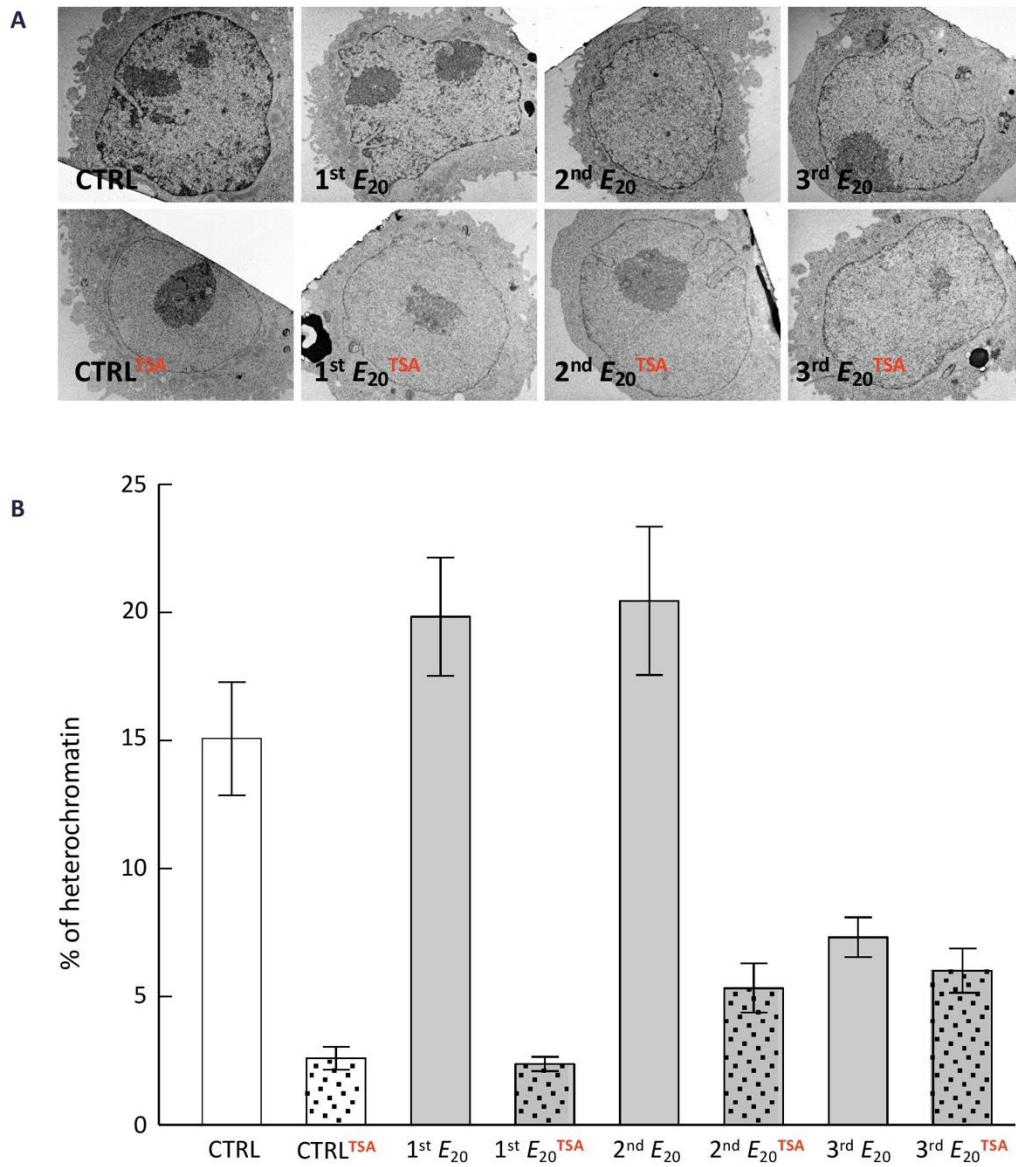 A
CTRL 1st E20 2nd E20 3rd E20
CTRLTSA 1st E20TSA 2nd E20TSA 3rd E20TSA
B
25
20
15
10
5
0
% of heterochromatin
CTRL CTRLTSA 1st E20 1st E20TSA 2nd E20 2nd E20TSA 3rd E20 3rd E20TSA